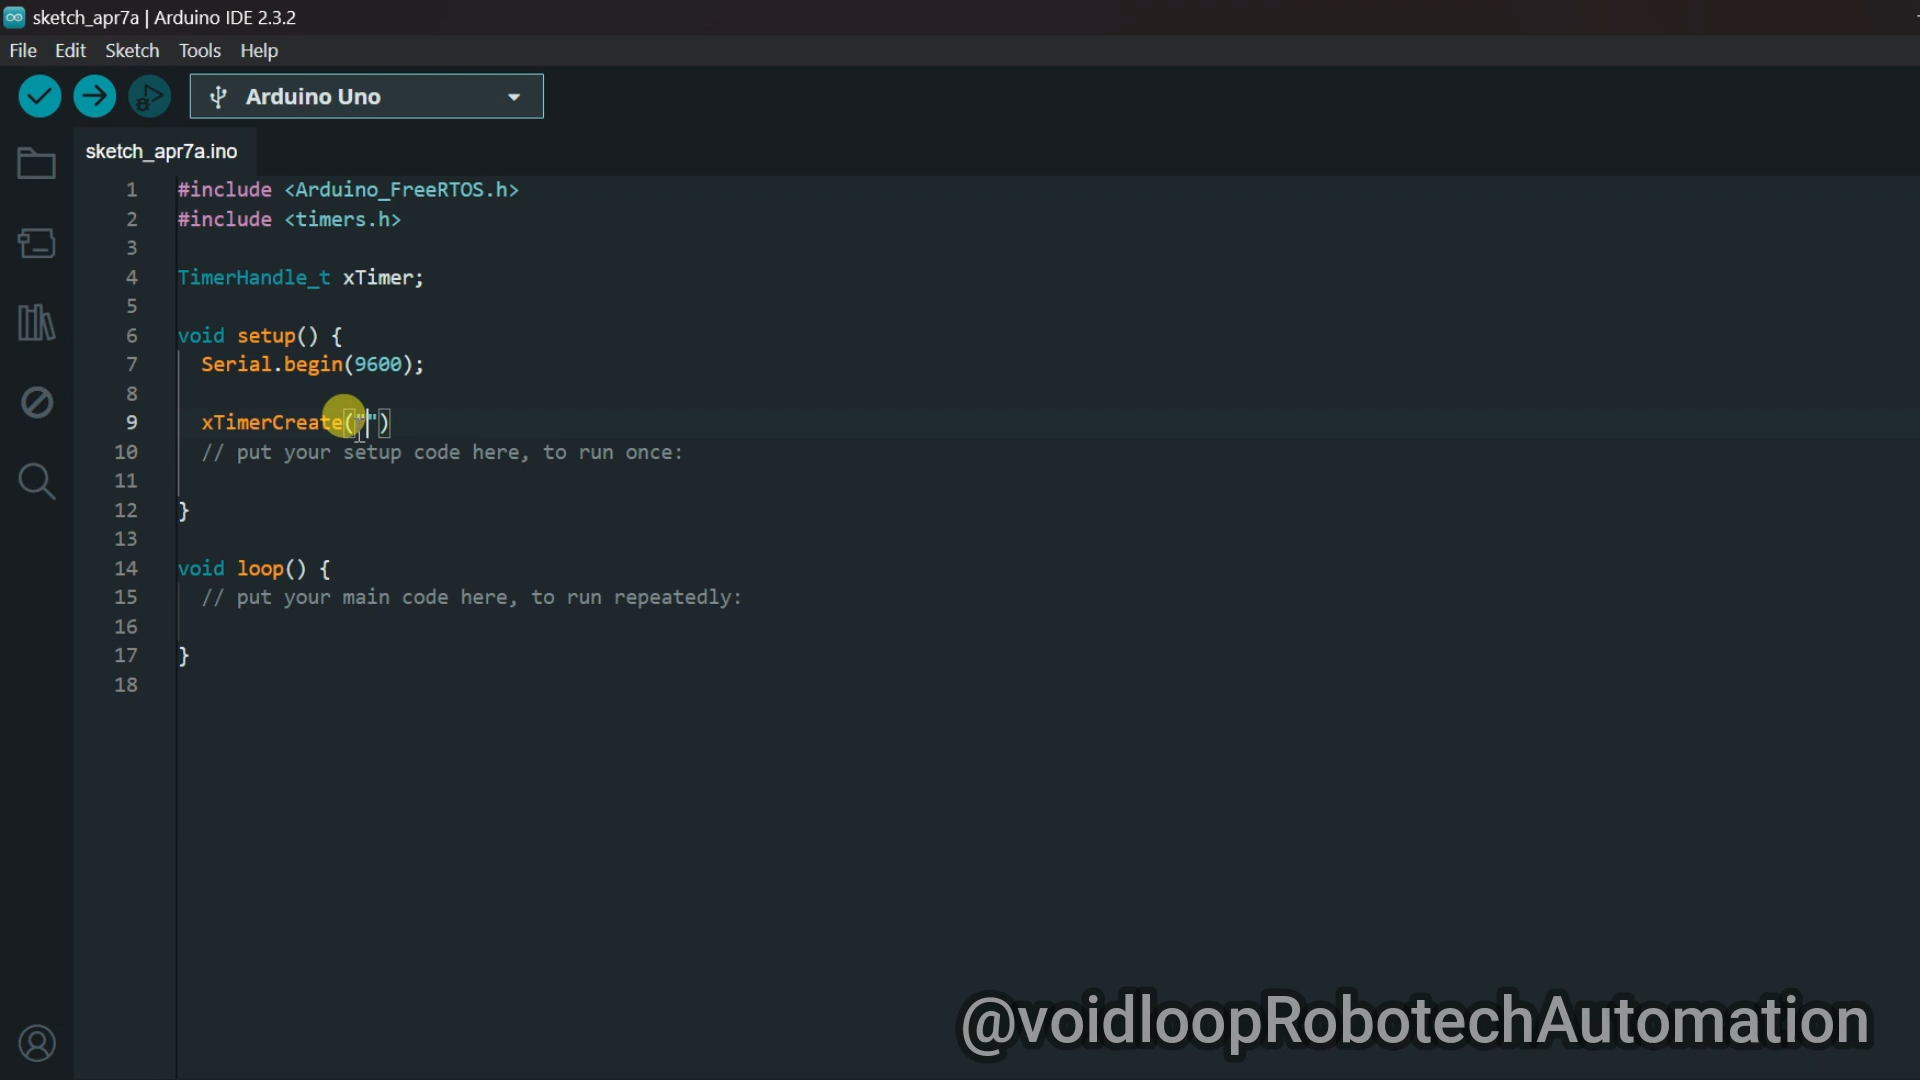 sketch_apr7a | Arduino IDE 2.3.2
File Edit Sketch Tools Help
Arduino Uno
sketch_apr7a.ino
1 #include <Arduino_FreeRTOS.h>
2 #include <timers.h>
3
4 TimerHandle_t xTimer;
5
6 void setup() {
7 Serial.begin(9600);
8
9 xTimerCreate("")
10 // put your setup code here, to run once:
11
12 }
13
14 void loop() {
15 // put your main code here, to run repeatedly:
16
17 }
18
@voidloopRobotechAutomation